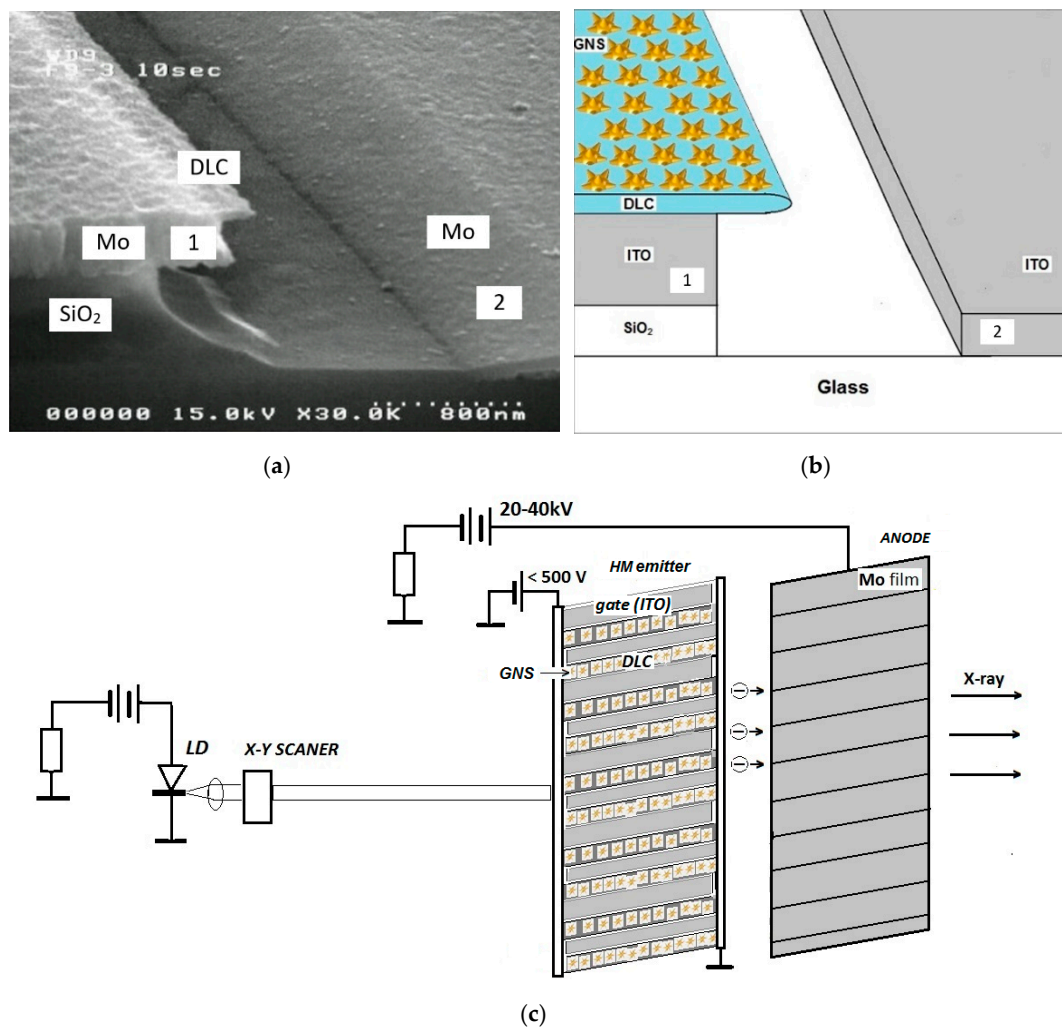 WD9
F9-3 10sec
DLC
Mo 1
Mo
2
SiO₂
000000 15.0kV X30.0K 800nm
(a)
GNS
DLC
ITO
1
ITO
SiO₂
2
Glass
(b)
20-40kV
ANODE
Mo film
HM emitter
< 500 V
gate (ITO)
GNS
DLC
X-ray
LD
X-Y SCANER
(c)